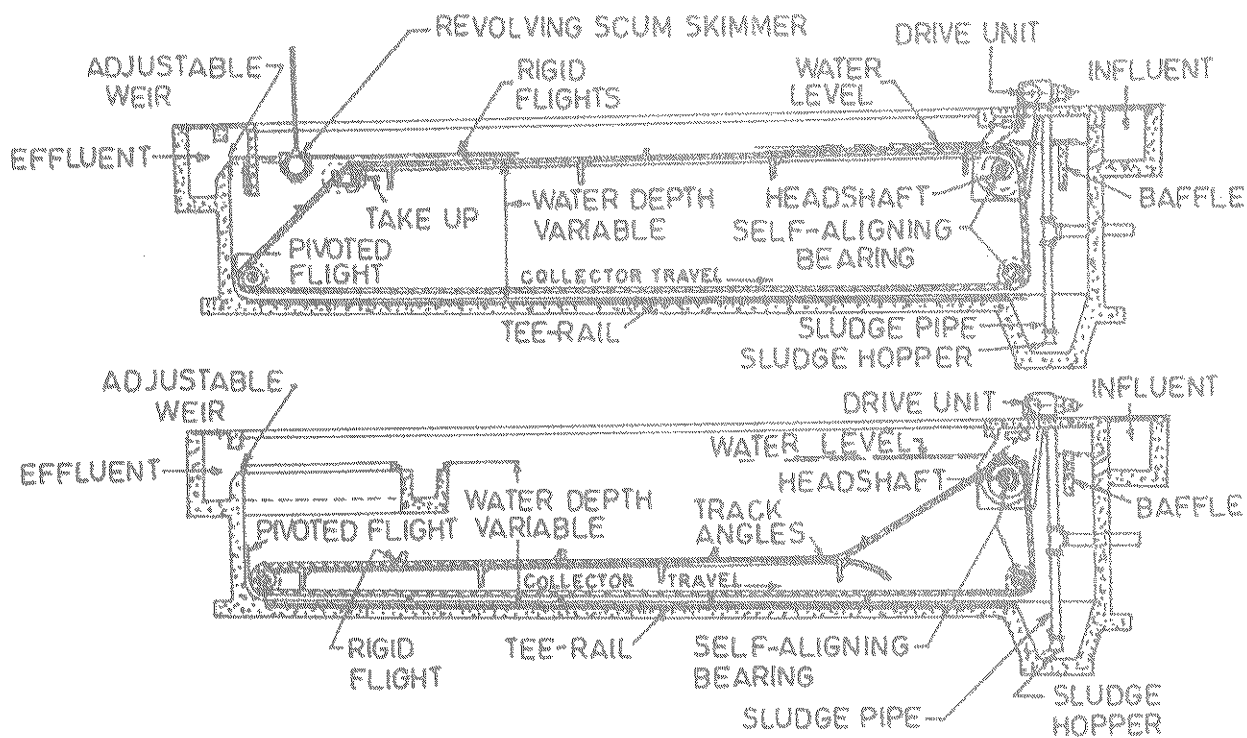 REVOLVING SCUM SKIMMER
DRIVE UNIT
ADJUSTABLE
WEIR
RIGID
FLIGHTS
WATER
LEVEL
INFLUENT
EFFLUENT
TAKE UP
WATER DEPTH
VARIABLE
HEADSHAFT
SELF-ALIGNING
BEARING
BAFFLE
PIVOTED
FLIGHT
COLLECTOR TRAVEL
TEE-RAIL
SLUDGE PIPE
SLUDGE HOPPER
ADJUSTABLE
WEIR
DRIVE UNIT
INFLUENT
EFFLUENT
WATER LEVEL
HEADSHAFT
WATER DEPTH
VARIABLE
TRACK
ANGLES
BAFFLE
PIVOTED FLIGHT
COLLECTOR TRAVEL
RIGID
FLIGHT
TEE-RAIL
SELF-ALIGNING
BEARING
SLUDGE PIPE
SLUDGE
HOPPER